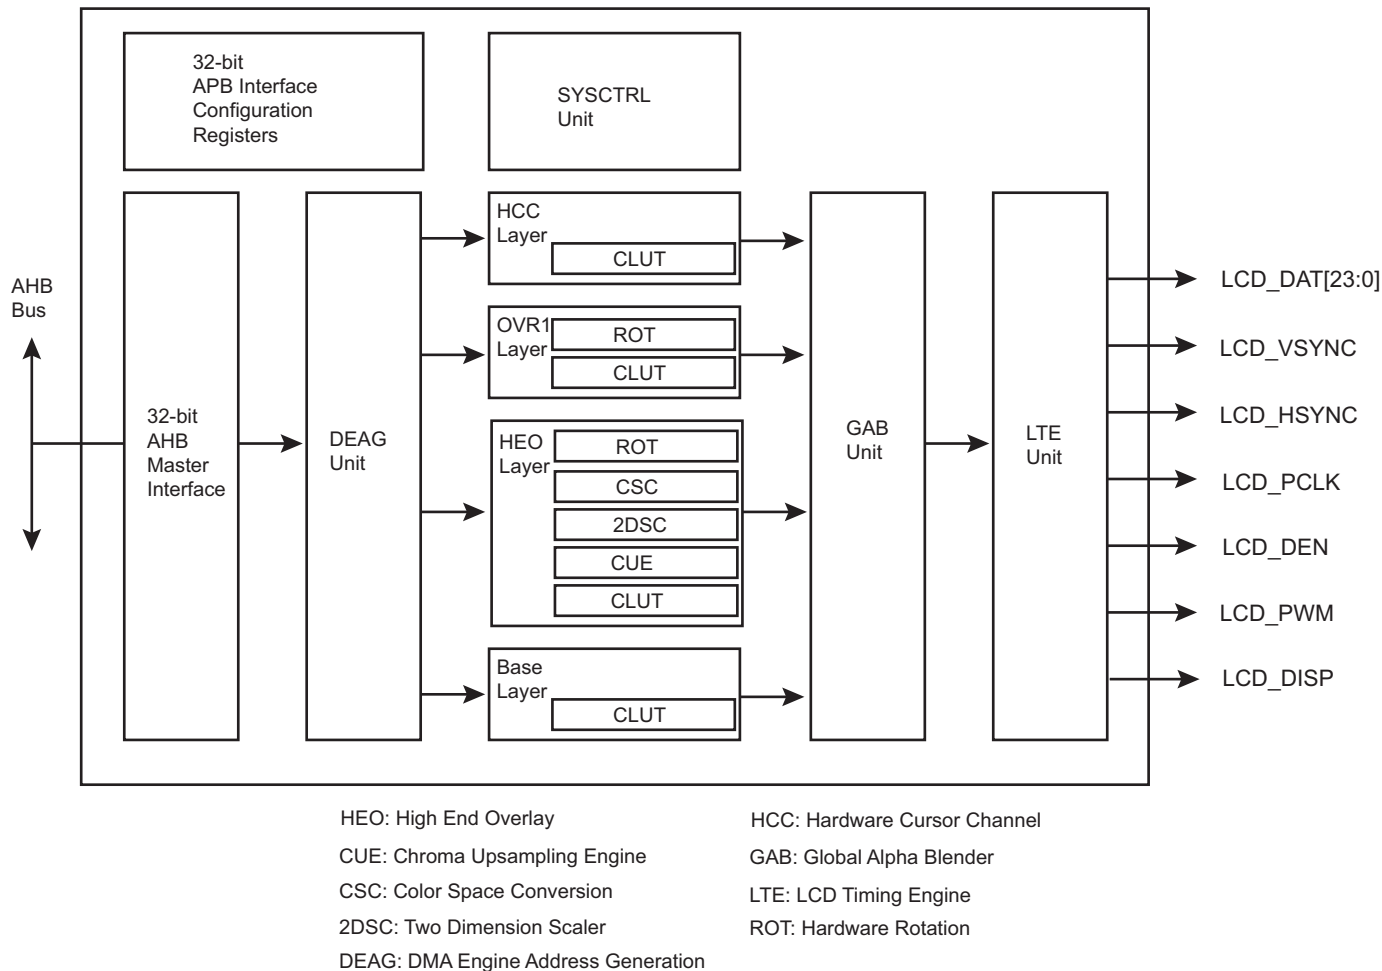 32-bit
APB Interface
Configuration
Registers
SYSCTRL
Unit
AHB
Bus
32-bit
AHB
Master
Interface
DEAG
Unit
HCC
Layer
CLUT
OVR1
Layer
ROT
CLUT
HEO
Layer
ROT
CSC
2DSC
CUE
CLUT
Base
Layer
CLUT
GAB
Unit
LTE
Unit
LCD_DAT[23:0]
LCD_VSYNC
LCD_HSYNC
LCD_PCLK
LCD_DEN
LCD_PWM
LCD_DISP
HEO: High End Overlay
CUE: Chroma Upsampling Engine
CSC: Color Space Conversion
2DSC: Two Dimension Scaler
DEAG: DMA Engine Address Generation
HCC: Hardware Cursor Channel
GAB: Global Alpha Blender
LTE: LCD Timing Engine
ROT: Hardware Rotation